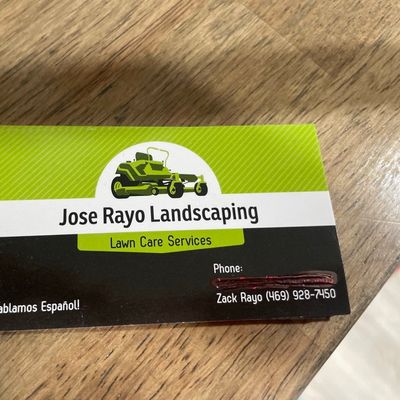 Jose Rayo Landscaping
Lawn Care Services
Phone:
Zack Rayo (469) 928-7450
ablamos Español!